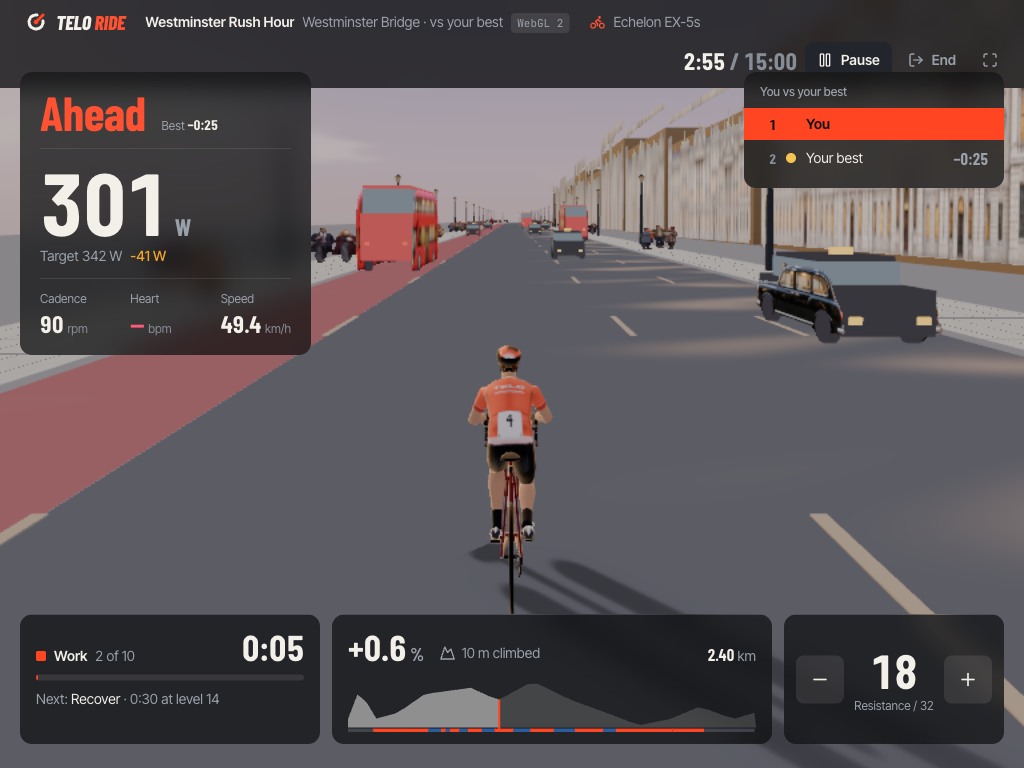 TELO RIDE Westminster Rush Hour Westminster Bridge · vs your best WebGL 2 Echelon EX-5s
2:55 / 15:00 Pause End
Ahead Best −0:25
301 W
Target 342 W -41 W
Cadence Heart Speed
90 rpm — bpm 49.4 km/h
You vs your best
1 You
2 Your best −0:25
TELO
4
Work 2 of 10 0:05
Next: Recover · 0:30 at level 14
+0.6 % 10 m climbed 2.40 km
− 18 +
Resistance / 32